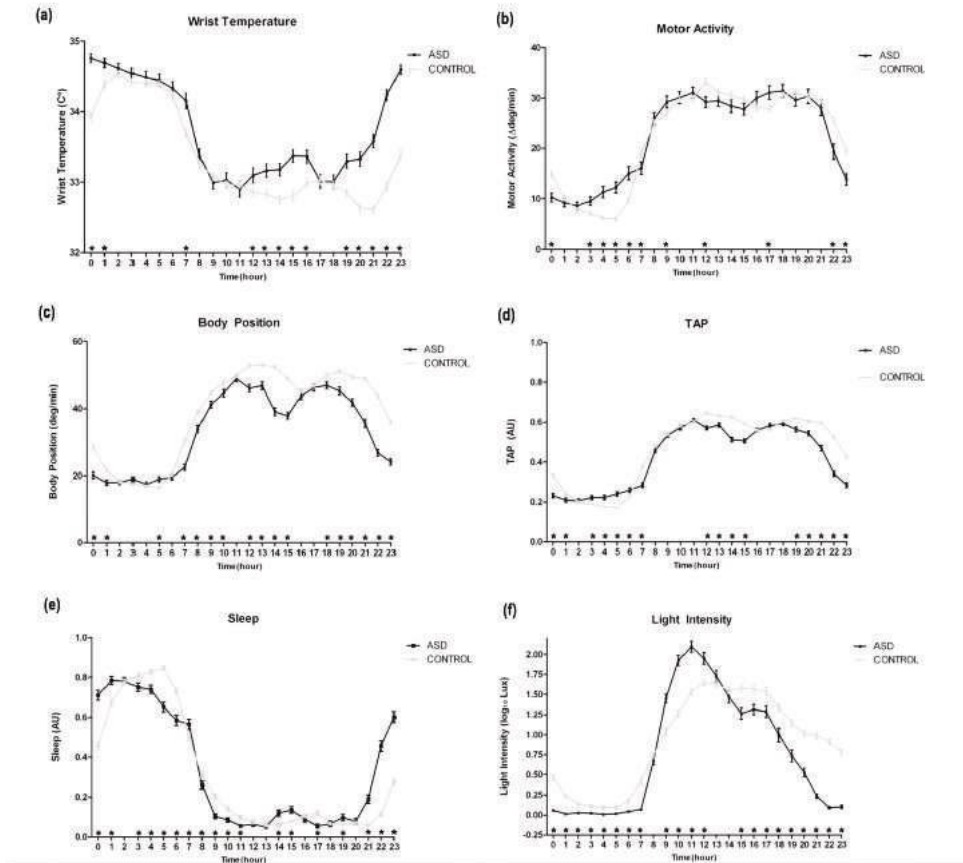 (a)
Wrist Temperature
ASD
CONTROL
Wrist Temperature (Cº)
35
34
33
32
* * * * * * * * * * * * *
0 1 2 3 4 5 6 7 8 9 10 11 12 13 14 15 16 17 18 19 20 21 22 23
Time(hour)
(b)
Motor Activity
ASD
CONTROL
Motor Activity (Δdeg/min)
40
30
20
10
0
* * * * * * * * * * *
0 1 2 3 4 5 6 7 8 9 10 11 12 13 14 15 16 17 18 19 20 21 22 23
Time(hour)
(c)
Body Position
ASD
CONTROL
Body Position (deg/min)
60
40
20
0
* * * * * * * * * * * * * * * * *
0 1 2 3 4 5 6 7 8 9 10 11 12 13 14 15 16 17 18 19 20 21 22 23
Time(hour)
(d)
TAP
ASD
CONTROL
TAP (AU)
1.0
0.8
0.6
0.4
0.2
0.0
* * * * * * * * * * * * * * * *
0 1 2 3 4 5 6 7 8 9 10 11 12 13 14 15 16 17 18 19 20 21 22 23
Time(hour)
(e)
Sleep
ASD
CONTROL
Sleep (AU)
1.0
0.8
0.6
0.4
0.2
0.0
* * * * * * * * * * * * * * * * * *
0 1 2 3 4 5 6 7 8 9 10 11 12 13 14 15 16 17 18 19 20 21 22 23
Time(hour)
(f)
Light Intensity
ASD
CONTROL
Light Intensity (log₁₀ Lux)
2.00
1.75
1.50
1.25
1.00
0.75
0.50
0.25
0.00
-0.25
* * * * * * * * * * * * * * * * * * * * *
0 1 2 3 4 5 6 7 8 9 10 11 12 13 14 15 16 17 18 19 20 21 22 23
Time(hour)